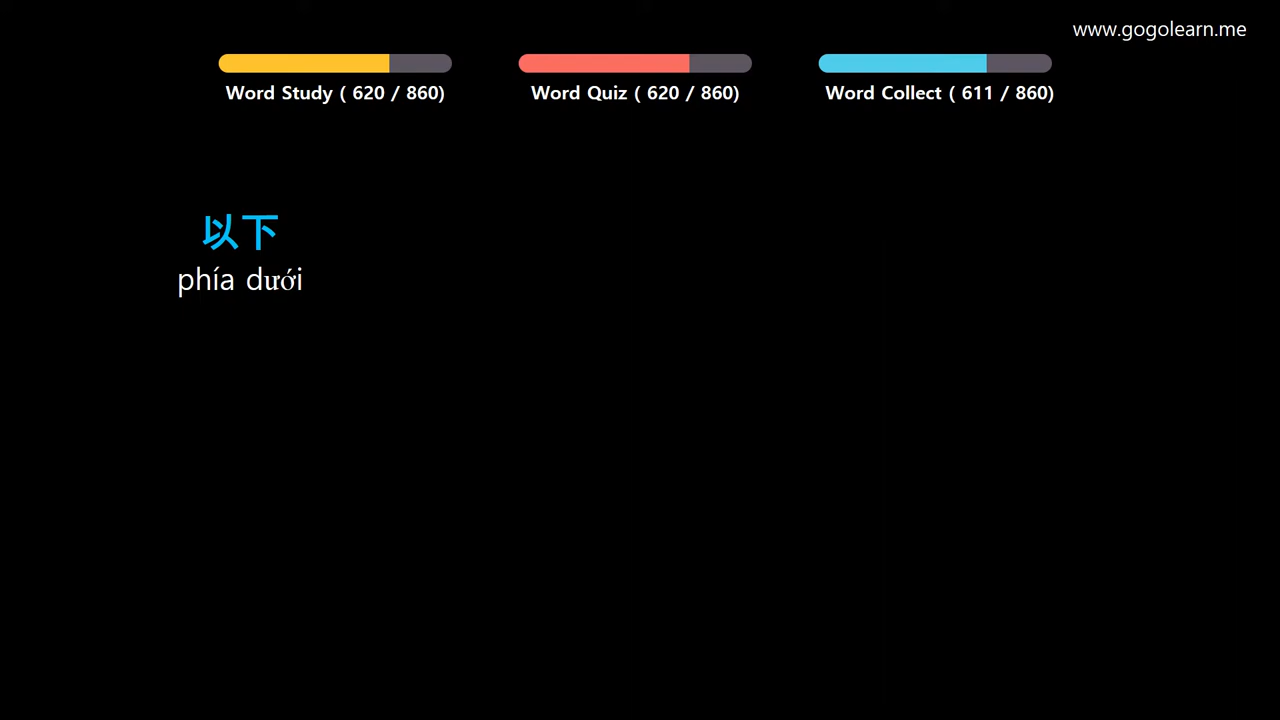 www.gogolearn.me
Word Study ( 620 / 860)
Word Quiz ( 620 / 860)
Word Collect ( 611 / 860)
以下
phía dưới